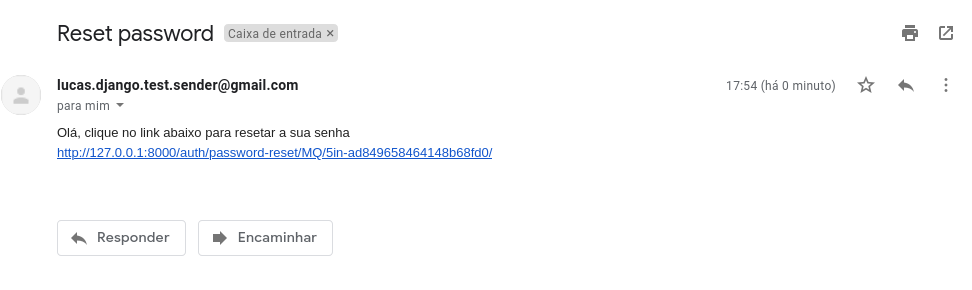 Reset password Caixa de entrada ×
lucas.django.test.sender@gmail.com 17:54 (há 0 minuto)
para mim
Olá, clique no link abaixo para resetar a sua senha
http://127.0.0.1:8000/auth/password-reset/MQ/5in-ad849658464148b68fd0/
Responder Encaminhar